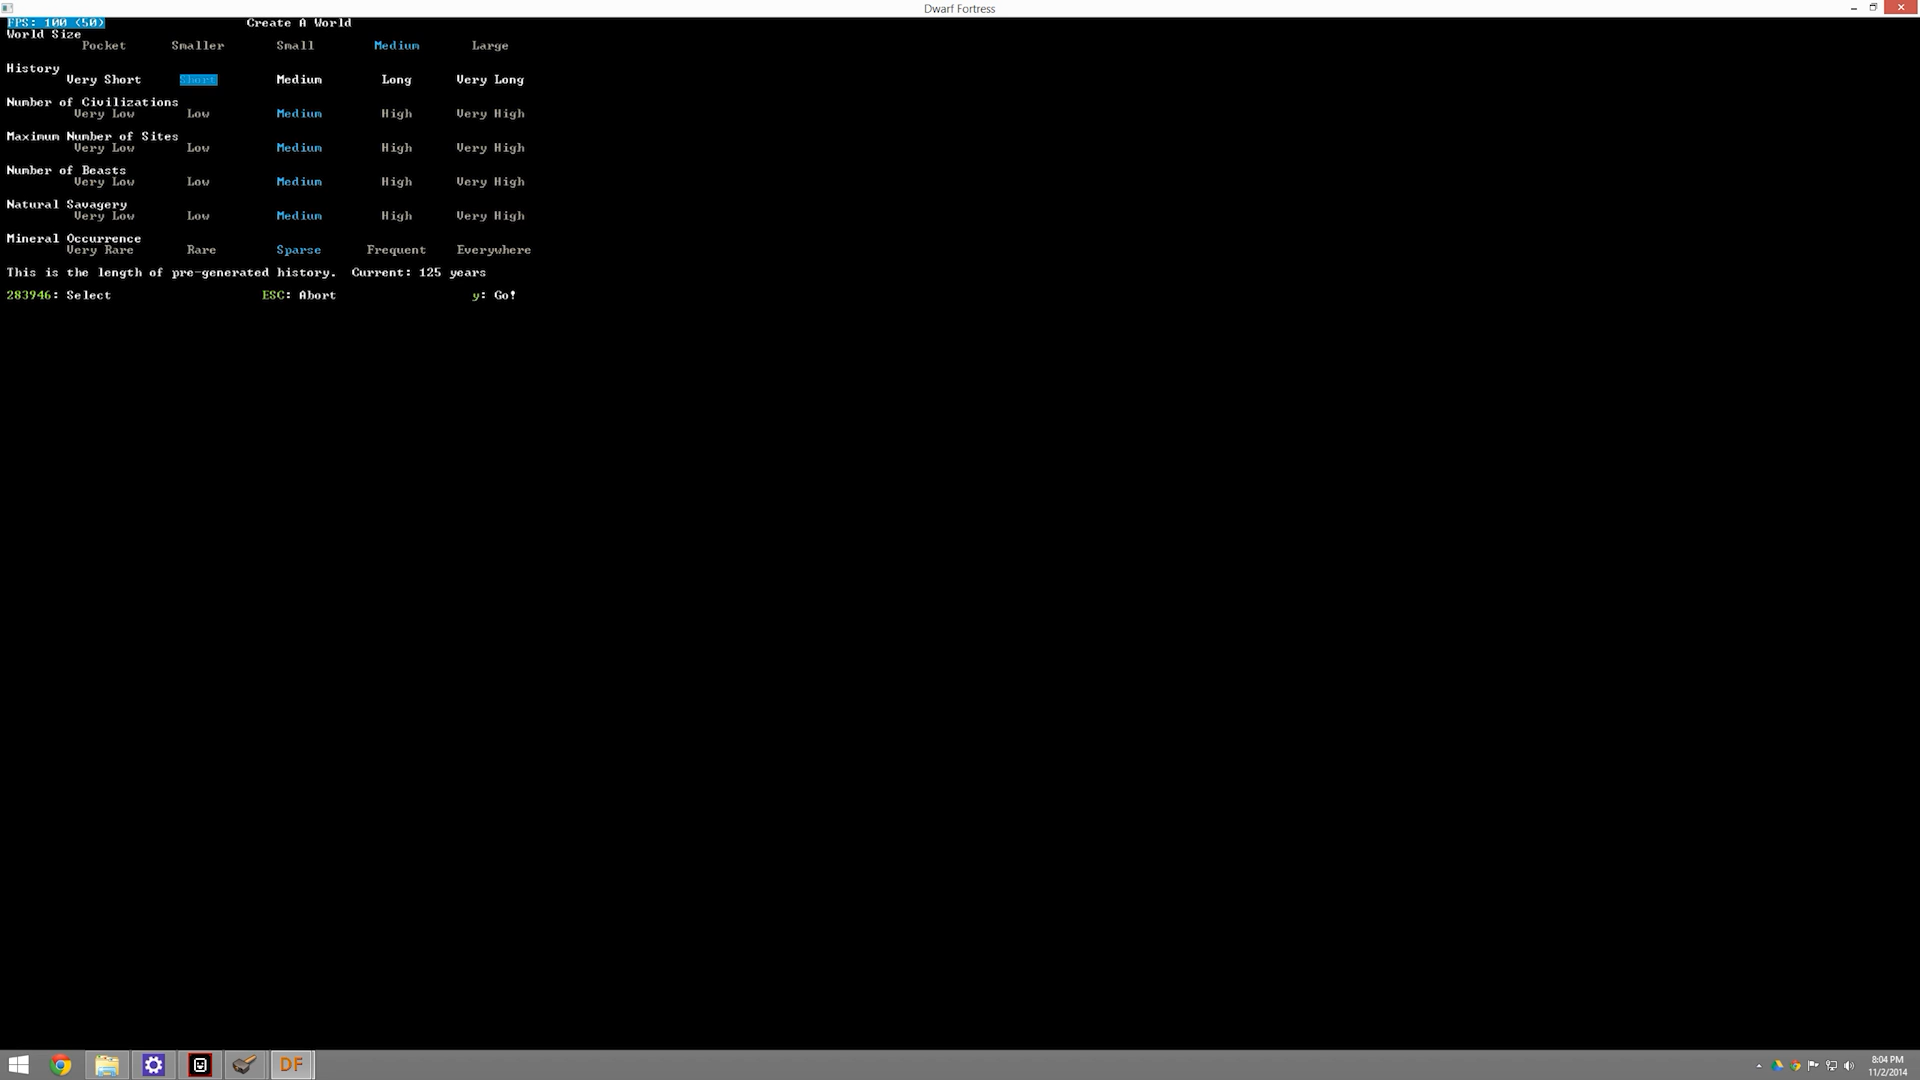 Dwarf Fortress
FPS: 100 (50) Create A World
World Size
Pocket Smaller Small Medium Large
History
Very Short Short Medium Long Very Long
Number of Civilizations
Very Low Low Medium High Very High
Maximum Number of Sites
Very Low Low Medium High Very High
Number of Beasts
Very Low Low Medium High Very High
Natural Savagery
Very Low Low Medium High Very High
Mineral Occurrence
Very Rare Rare Sparse Frequent Everywhere
This is the length of pre-generated history. Current: 125 years
283946: Select ESC: Abort y: Go!
DF
8:04 PM
11/2/2014